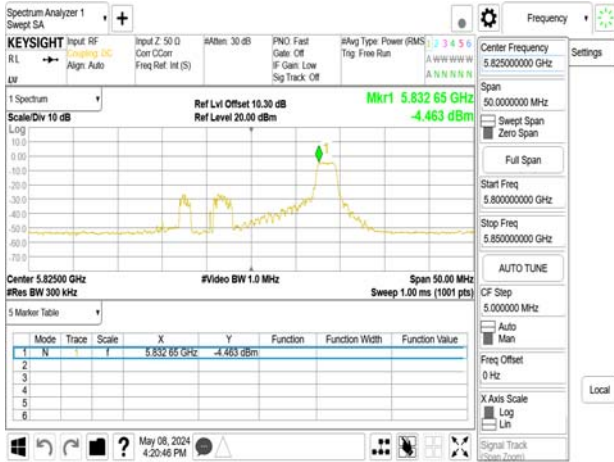 Spectrum Analyzer 1
Swept SA
+
Frequency
KEYSIGHT
RL
Input: RF
Coupling: DC
Align: Auto
Input Z: 50 Ω
Corr CCorr
Freq Ref: Int (S)
#Atten: 30 dB
PNO: Fast
Gate: Off
IF Gain: Low
Sig Track: Off
#Avg Type: Power (RMS
Trig: Free Run
1 2 3 4 5 6
A W W W W W
A N N N N N
Center Frequency
5.825000000 GHz
Settings
1 Spectrum
Scale/Div 10 dB
Ref Lvl Offset 10.30 dB
Ref Level 20.00 dBm
Mkr1 5.832 65 GHz
-4.463 dBm
Span
50.0000000 MHz
Swept Span
Zero Span
Full Span
Start Freq
5.800000000 GHz
Stop Freq
5.850000000 GHz
AUTO TUNE
CF Step
5.000000 MHz
Auto
Man
Freq Offset
0 Hz
X Axis Scale
Log
Lin
Signal Track
(Span Zoom)
Local
Log
10.0
0.00
-10.0
-20.0
-30.0
-40.0
-50.0
-60.0
-70.0
1
Center 5.82500 GHz
#Res BW 300 kHz
#Video BW 1.0 MHz
Span 50.00 MHz
Sweep 1.00 ms (1001 pts)
5 Marker Table
Mode Trace Scale X Y Function Function Width Function Value
1 N 1 f 5.832 65 GHz -4.463 dBm
2
3
4
5
6
?
May 08, 2024
4:20:46 PM